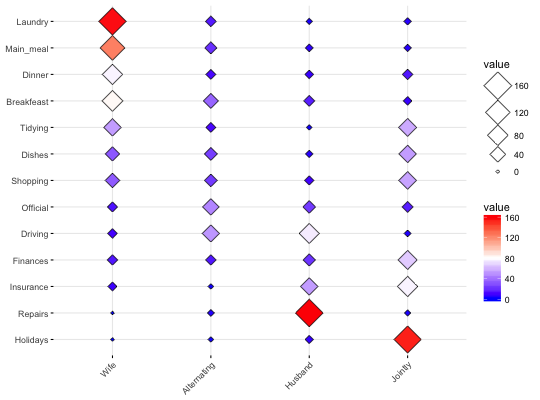 Laundry
Main_meal
Dinner
Breakfeast
Tidying
Dishes
Shopping
Official
Driving
Finances
Insurance
Repairs
Holidays
Wife
Alternating
Husband
Jointly
value
160
120
80
40
0
value
160
120
80
40
0